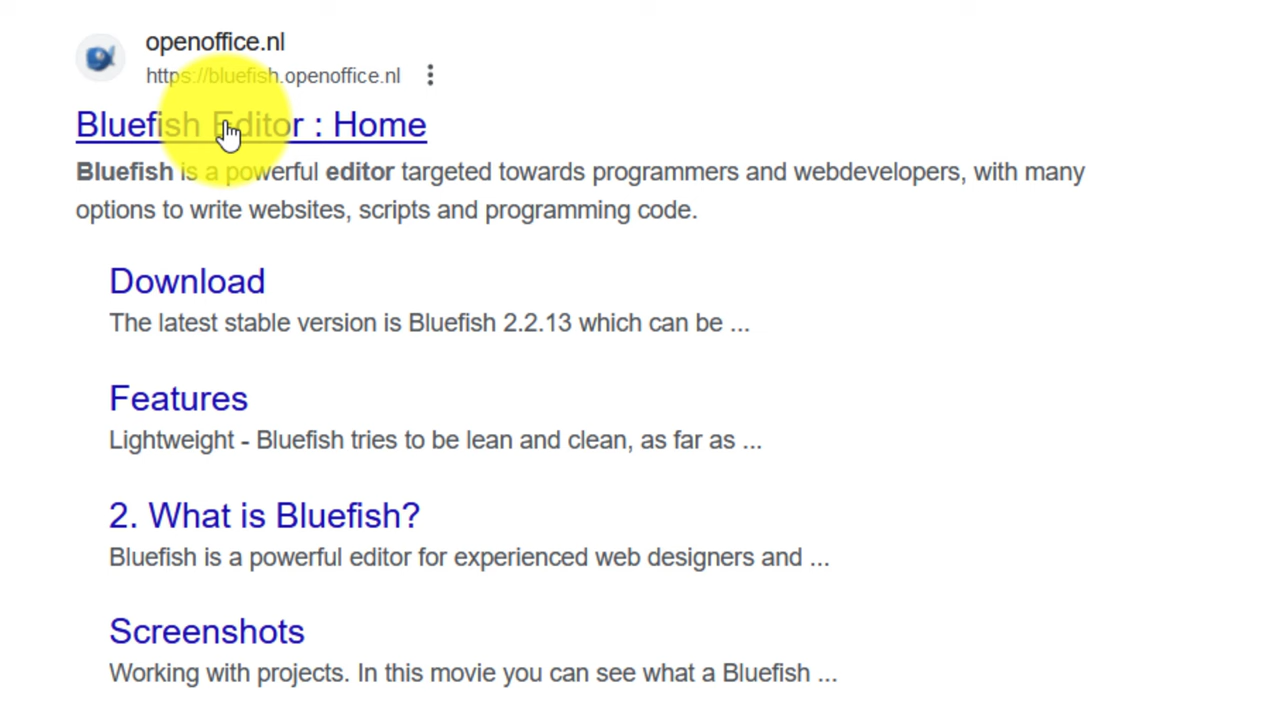 openoffice.nl
https://bluefish.openoffice.nl
Bluefish Editor : Home
Bluefish is a powerful editor targeted towards programmers and webdevelopers, with many
options to write websites, scripts and programming code.
Download
The latest stable version is Bluefish 2.2.13 which can be ...
Features
Lightweight - Bluefish tries to be lean and clean, as far as ...
2. What is Bluefish?
Bluefish is a powerful editor for experienced web designers and ...
Screenshots
Working with projects. In this movie you can see what a Bluefish ...